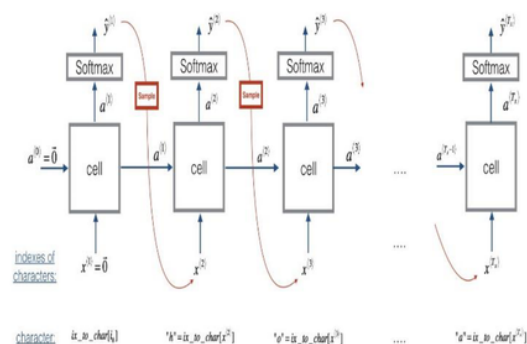 ŷ⟨1⟩ ŷ⟨2⟩ ŷ⟨3⟩ ŷ⟨Tx⟩
Softmax Softmax Softmax Softmax
Sample Sample
a⟨1⟩ a⟨2⟩ a⟨3⟩ a⟨Tx⟩
a⟨0⟩=0⃗ cell a⟨1⟩ cell a⟨2⟩ cell a⟨3⟩ .... a⟨Tx-1⟩ cell
indexes of
characters: x⟨1⟩=0⃗ x⟨2⟩ x⟨3⟩ .... x⟨Tx⟩
character: ix_to_char[i₀] "h"=ix_to_char[x⟨2⟩] "o"=ix_to_char[x⟨3⟩] .... "a"=ix_to_char[x⟨Tx⟩]